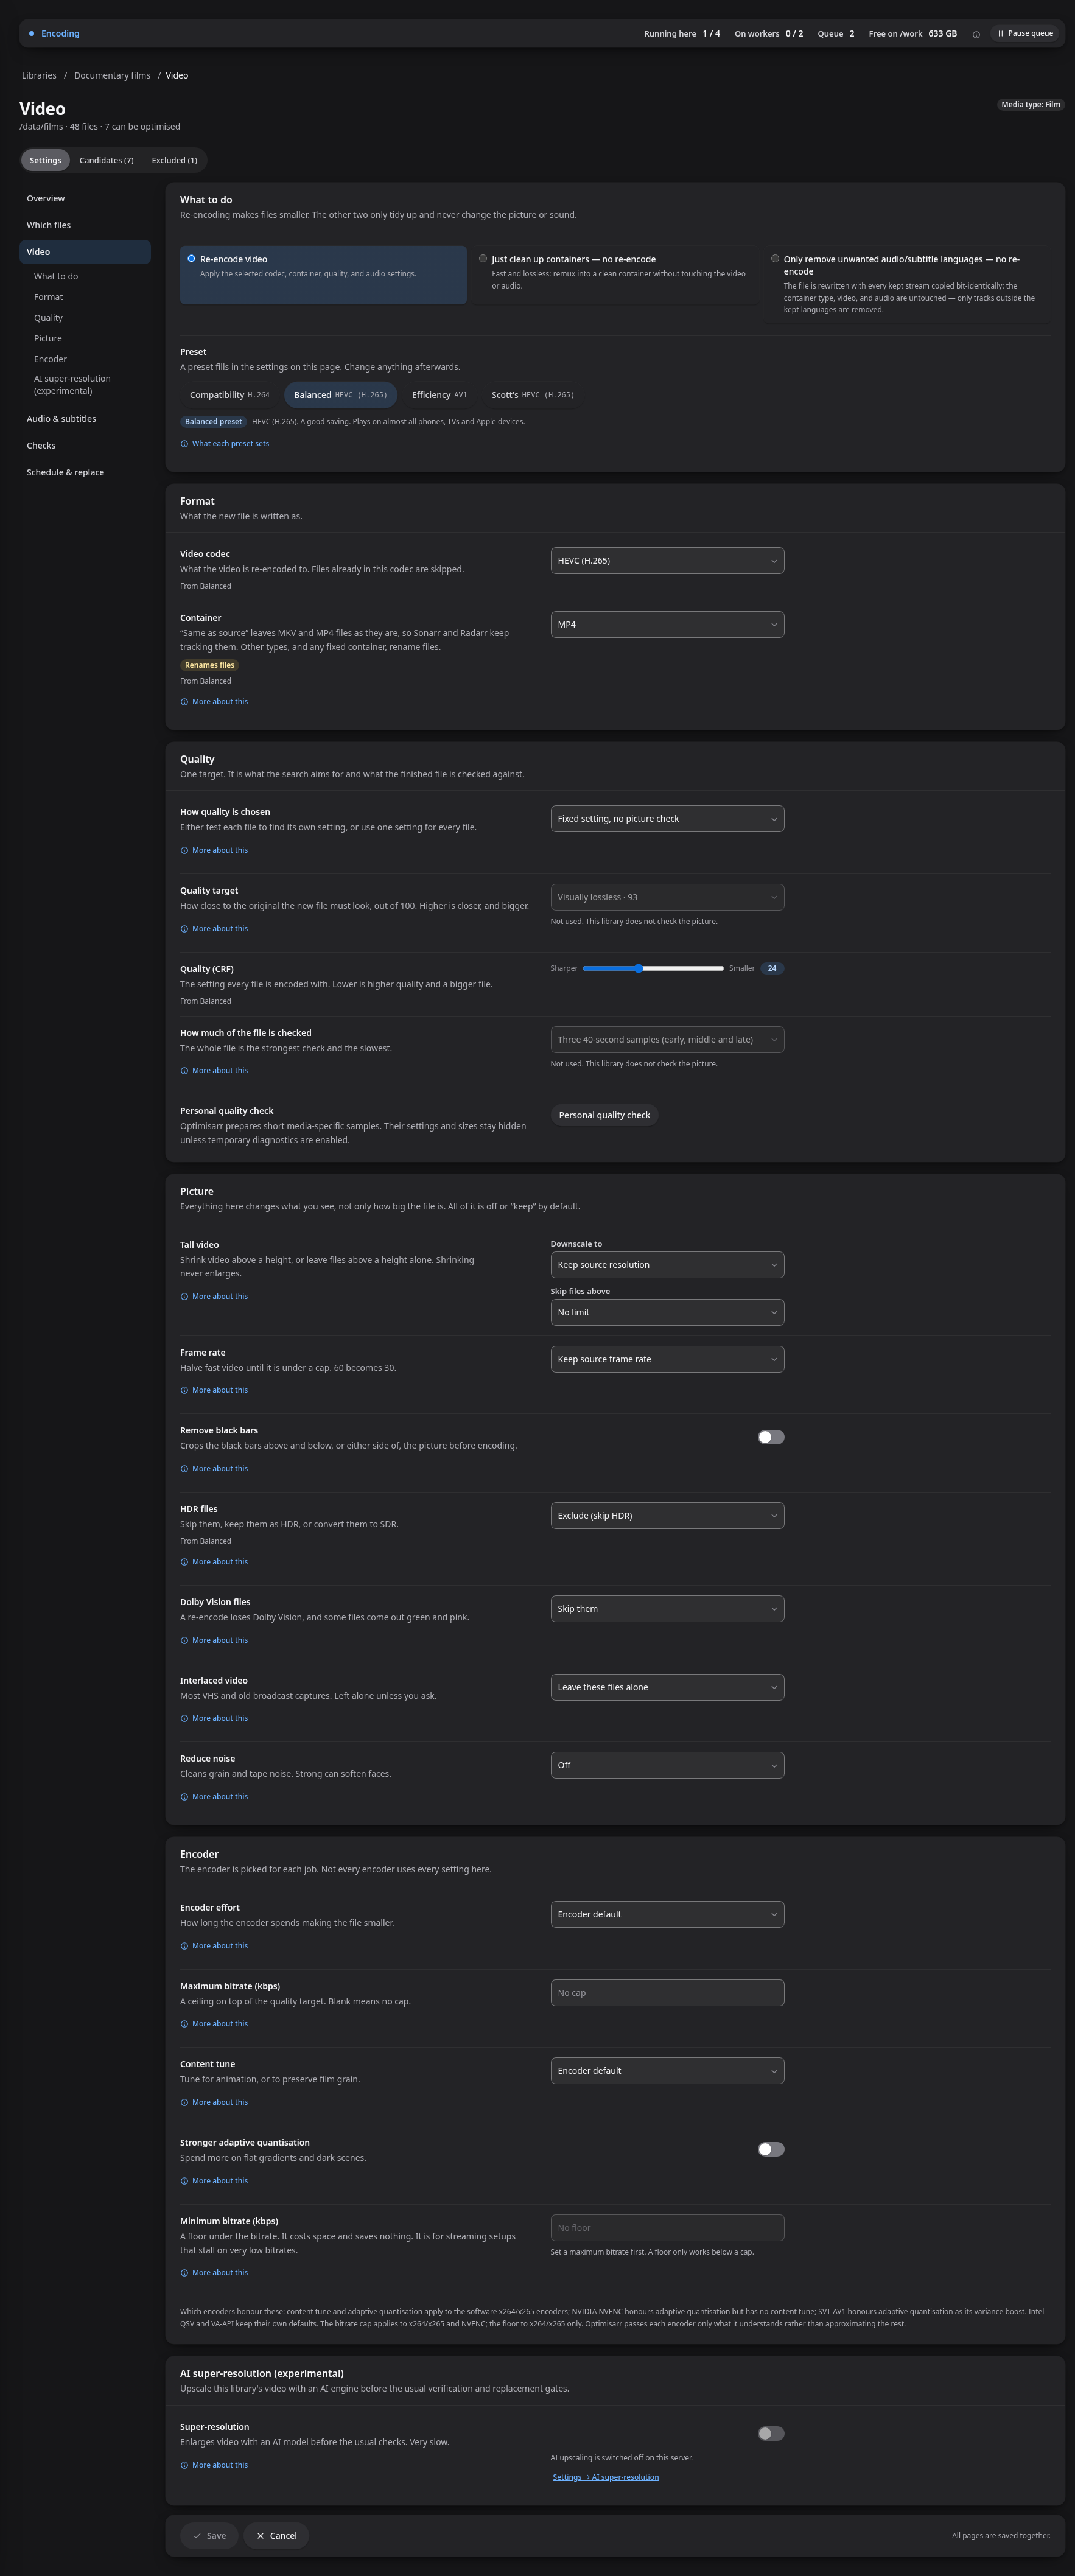 Encoding
Running here 1 / 4 On workers 0 / 2 Queue 2 Free on /work 633 GB Pause queue
Libraries / Documentary films / Video
Video
Media type: Film
/data/films · 48 files · 7 can be optimised
Settings Candidates (7) Excluded (1)
Overview
Which files
Video
What to do
Format
Quality
Picture
Encoder
AI super-resolution
(experimental)
Audio & subtitles
Checks
Schedule & replace
What to do
Re-encoding makes files smaller. The other two only tidy up and never change the picture or sound.
Re-encode video
Apply the selected codec, container, quality, and audio settings.
Just clean up containers — no re-encode
Fast and lossless: remux into a clean container without touching the video
or audio.
Only remove unwanted audio/subtitle languages — no re-
encode
The file is rewritten with every kept stream copied bit-identically: the
container type, video, and audio are untouched — only tracks outside the
kept languages are removed.
Preset
A preset fills in the settings on this page. Change anything afterwards.
Compatibility H.264 Balanced HEVC (H.265) Efficiency AV1 Scott's HEVC (H.265)
Balanced preset HEVC (H.265). A good saving. Plays on almost all phones, TVs and Apple devices.
What each preset sets
Format
What the new file is written as.
Video codec
What the video is re-encoded to. Files already in this codec are skipped.
From Balanced
HEVC (H.265)
Container
“Same as source” leaves MKV and MP4 files as they are, so Sonarr and Radarr keep
tracking them. Other types, and any fixed container, rename files.
Renames files
From Balanced
More about this
MP4
Quality
One target. It is what the search aims for and what the finished file is checked against.
How quality is chosen
Either test each file to find its own setting, or use one setting for every file.
More about this
Fixed setting, no picture check
Quality target
How close to the original the new file must look, out of 100. Higher is closer, and bigger.
More about this
Visually lossless · 93
Not used. This library does not check the picture.
Quality (CRF)
The setting every file is encoded with. Lower is higher quality and a bigger file.
From Balanced
Sharper Smaller 24
How much of the file is checked
The whole file is the strongest check and the slowest.
More about this
Three 40-second samples (early, middle and late)
Not used. This library does not check the picture.
Personal quality check
Optimisarr prepares short media-specific samples. Their settings and sizes stay hidden
unless temporary diagnostics are enabled.
Personal quality check
Picture
Everything here changes what you see, not only how big the file is. All of it is off or “keep” by default.
Tall video
Shrink video above a height, or leave files above a height alone. Shrinking
never enlarges.
More about this
Downscale to
Keep source resolution
Skip files above
No limit
Frame rate
Halve fast video until it is under a cap. 60 becomes 30.
More about this
Keep source frame rate
Remove black bars
Crops the black bars above and below, or either side of, the picture before encoding.
More about this
HDR files
Skip them, keep them as HDR, or convert them to SDR.
From Balanced
More about this
Exclude (skip HDR)
Dolby Vision files
A re-encode loses Dolby Vision, and some files come out green and pink.
More about this
Skip them
Interlaced video
Most VHS and old broadcast captures. Left alone unless you ask.
More about this
Leave these files alone
Reduce noise
Cleans grain and tape noise. Strong can soften faces.
More about this
Off
Encoder
The encoder is picked for each job. Not every encoder uses every setting here.
Encoder effort
How long the encoder spends making the file smaller.
More about this
Encoder default
Maximum bitrate (kbps)
A ceiling on top of the quality target. Blank means no cap.
More about this
No cap
Content tune
Tune for animation, or to preserve film grain.
More about this
Encoder default
Stronger adaptive quantisation
Spend more on flat gradients and dark scenes.
More about this
Minimum bitrate (kbps)
A floor under the bitrate. It costs space and saves nothing. It is for streaming setups
that stall on very low bitrates.
More about this
No floor
Set a maximum bitrate first. A floor only works below a cap.
Which encoders honour these: content tune and adaptive quantisation apply to the software x264/x265 encoders; NVIDIA NVENC honours adaptive quantisation but has no content tune; SVT-AV1 honours adaptive quantisation as its variance boost. Intel
QSV and VA-API keep their own defaults. The bitrate cap applies to x264/x265 and NVENC; the floor to x264/x265 only. Optimisarr passes each encoder only what it understands rather than approximating the rest.
AI super-resolution (experimental)
Upscale this library's video with an AI engine before the usual verification and replacement gates.
Super-resolution
Enlarges video with an AI model before the usual checks. Very slow.
More about this
AI upscaling is switched off on this server.
Settings → AI super-resolution
Save Cancel
All pages are saved together.